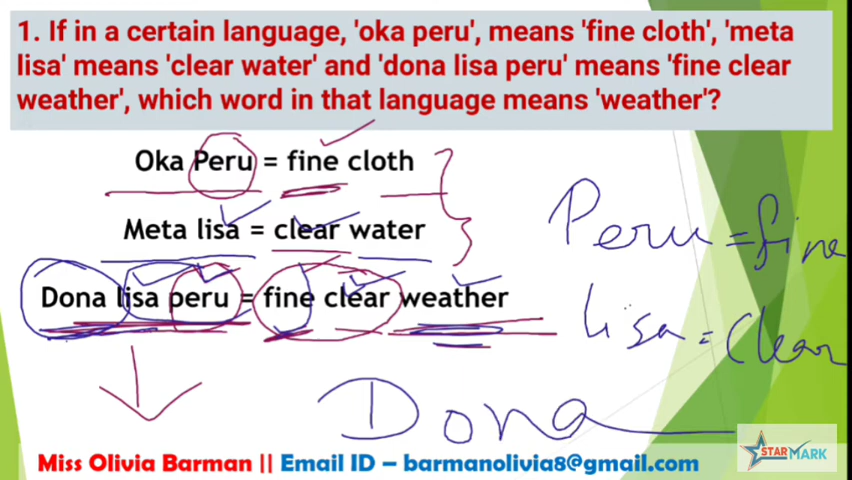 1. If in a certain language, 'oka peru', means 'fine cloth', 'meta
lisa' means 'clear water' and 'dona lisa peru' means 'fine clear
weather', which word in that language means 'weather'?
Oka Peru = fine cloth
Meta lisa = clear water
Dona lisa peru = fine clear weather
Peru = fine
lisa = Clear
Dona
STARMARK
Miss Olivia Barman || Email ID – barmanolivia8@gmail.com